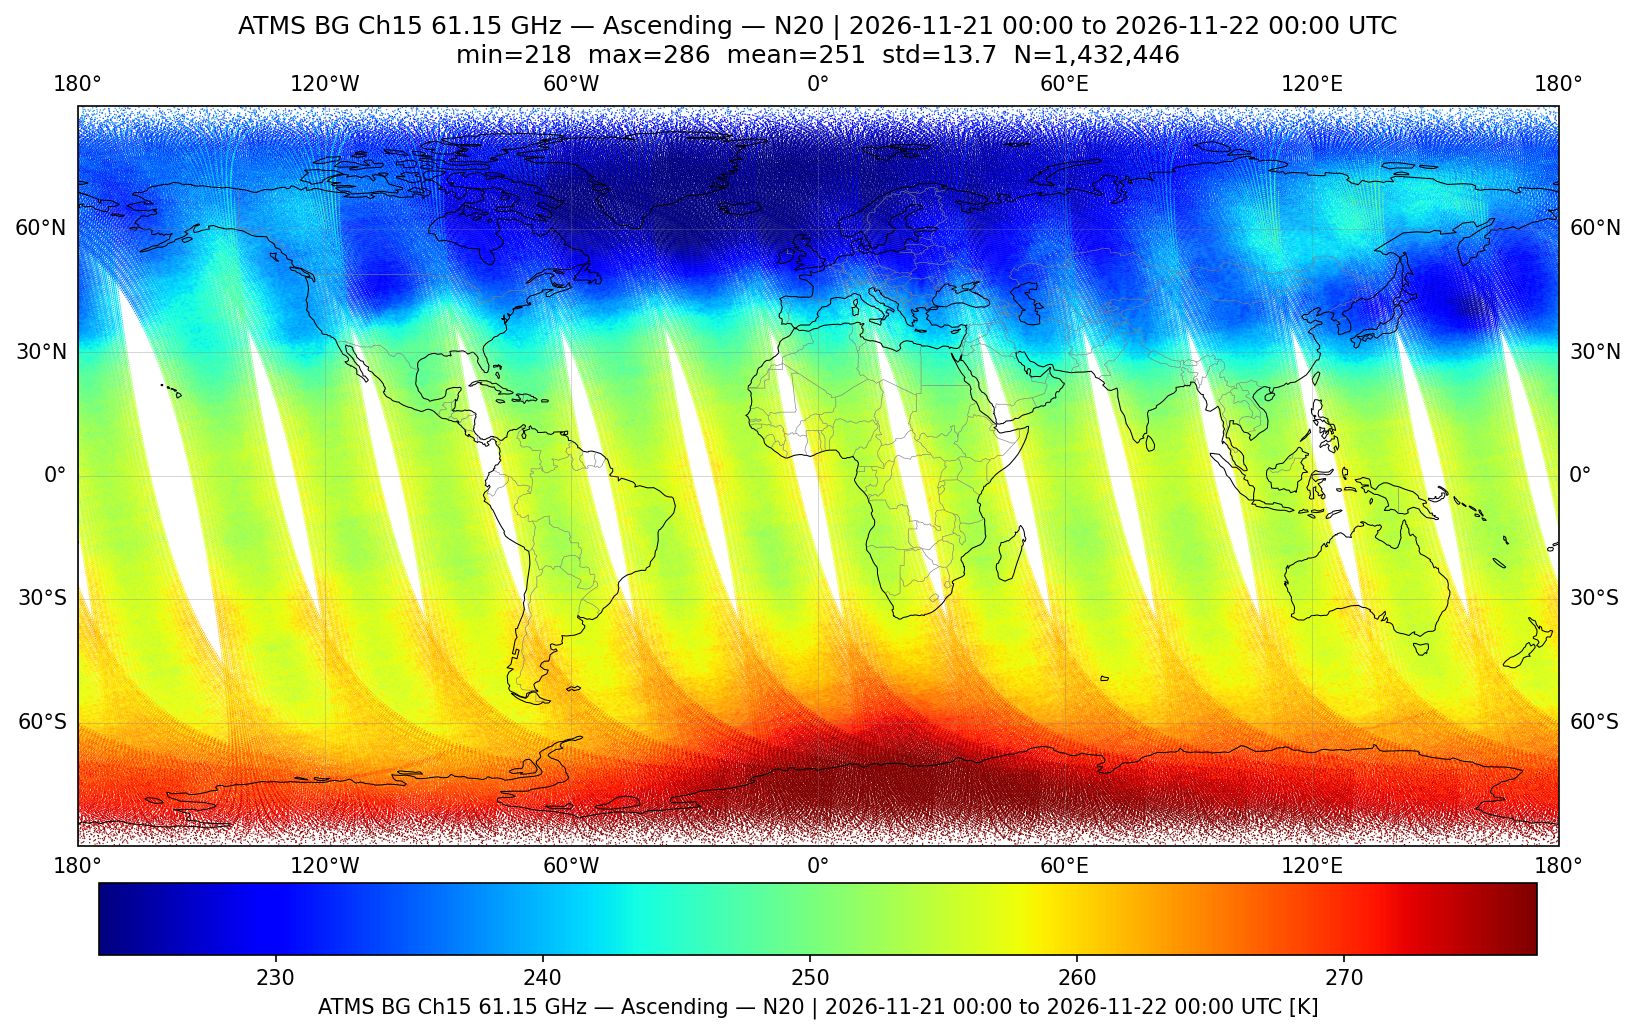 ATMS BG Ch15 61.15 GHz — Ascending — N20 | 2026-11-21 00:00 to 2026-11-22 00:00 UTC
min=218 max=286 mean=251 std=13.7 N=1,432,446
180° 120°W 60°W 0° 60°E 120°E 180°
60°N 60°N
30°N 30°N
0° 0°
30°S 30°S
60°S 60°S
180° 120°W 60°W 0° 60°E 120°E 180°
230 240 250 260 270
ATMS BG Ch15 61.15 GHz — Ascending — N20 | 2026-11-21 00:00 to 2026-11-22 00:00 UTC [K]